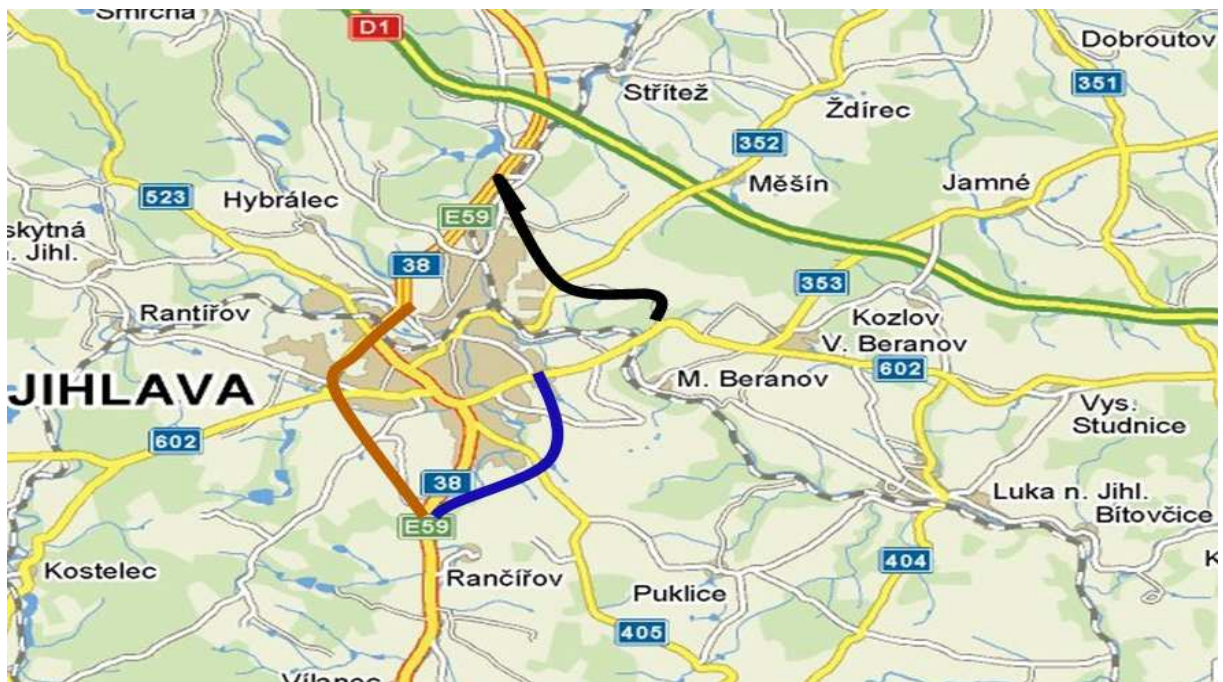 Smrčná
D1
Dobroutov
351
Střítež
Ždírec
352
Měšín
Jamné
523
Hybrálec
E59
skytná
n. Jihl.
38
353
Rantířov
Kozlov
V. Beranov
602
JIHLAVA
M. Beranov
Vys.
Studnice
602
38
E59
Luka n. Jihl.
Bítovčice
Kostelec
Rančířov
Puklice
404
K
405
Vílanec